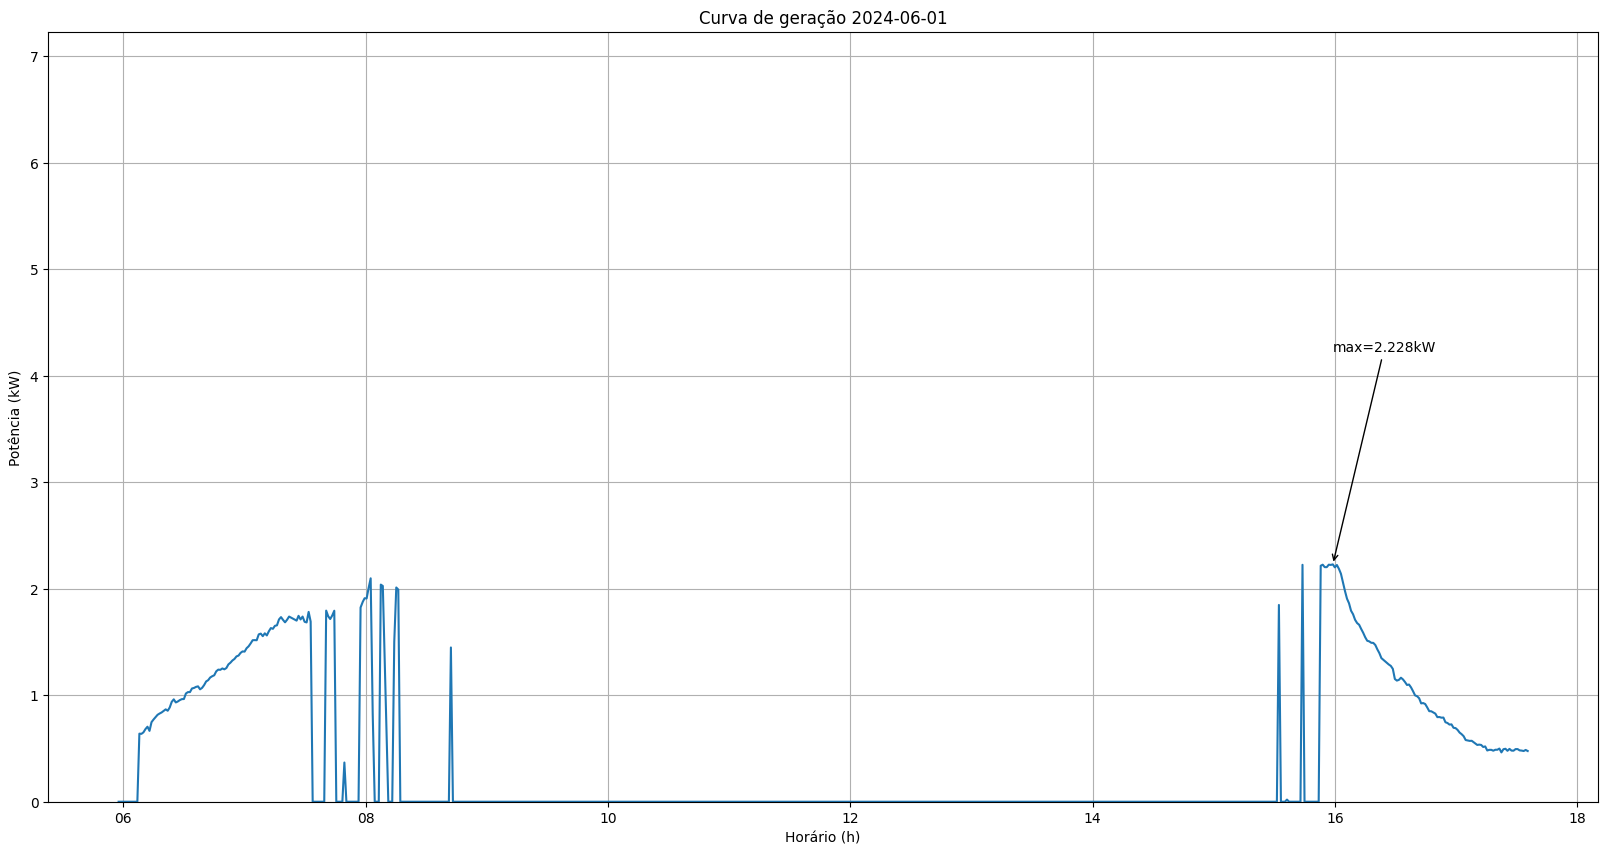 Curva de geração 2024-06-01
7
6
5
4
3
2
1
0
Potência (kW)
max=2.228kW
06 08 10 12 14 16 18
Horário (h)